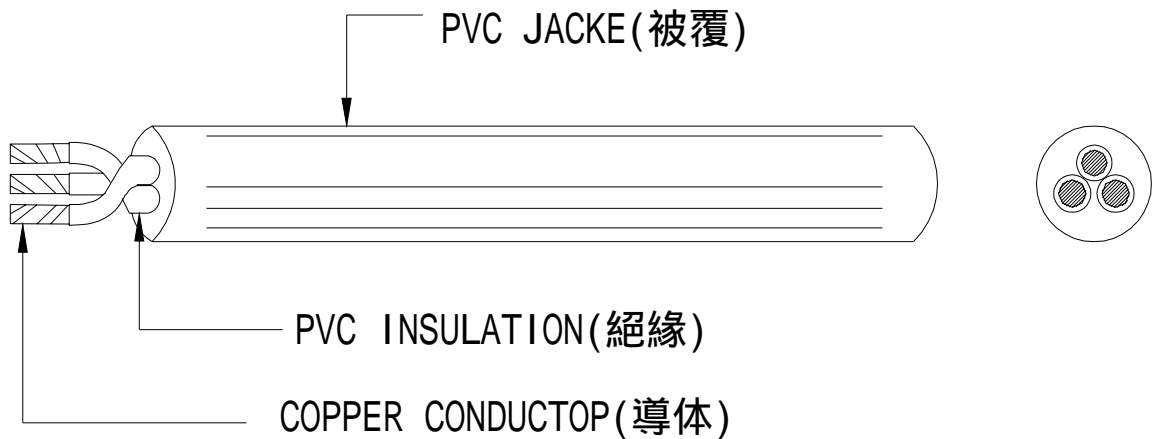 PVC JACKE(被覆)
PVC INSULATION(絕緣)
COPPER CONDUCTOP(導体)